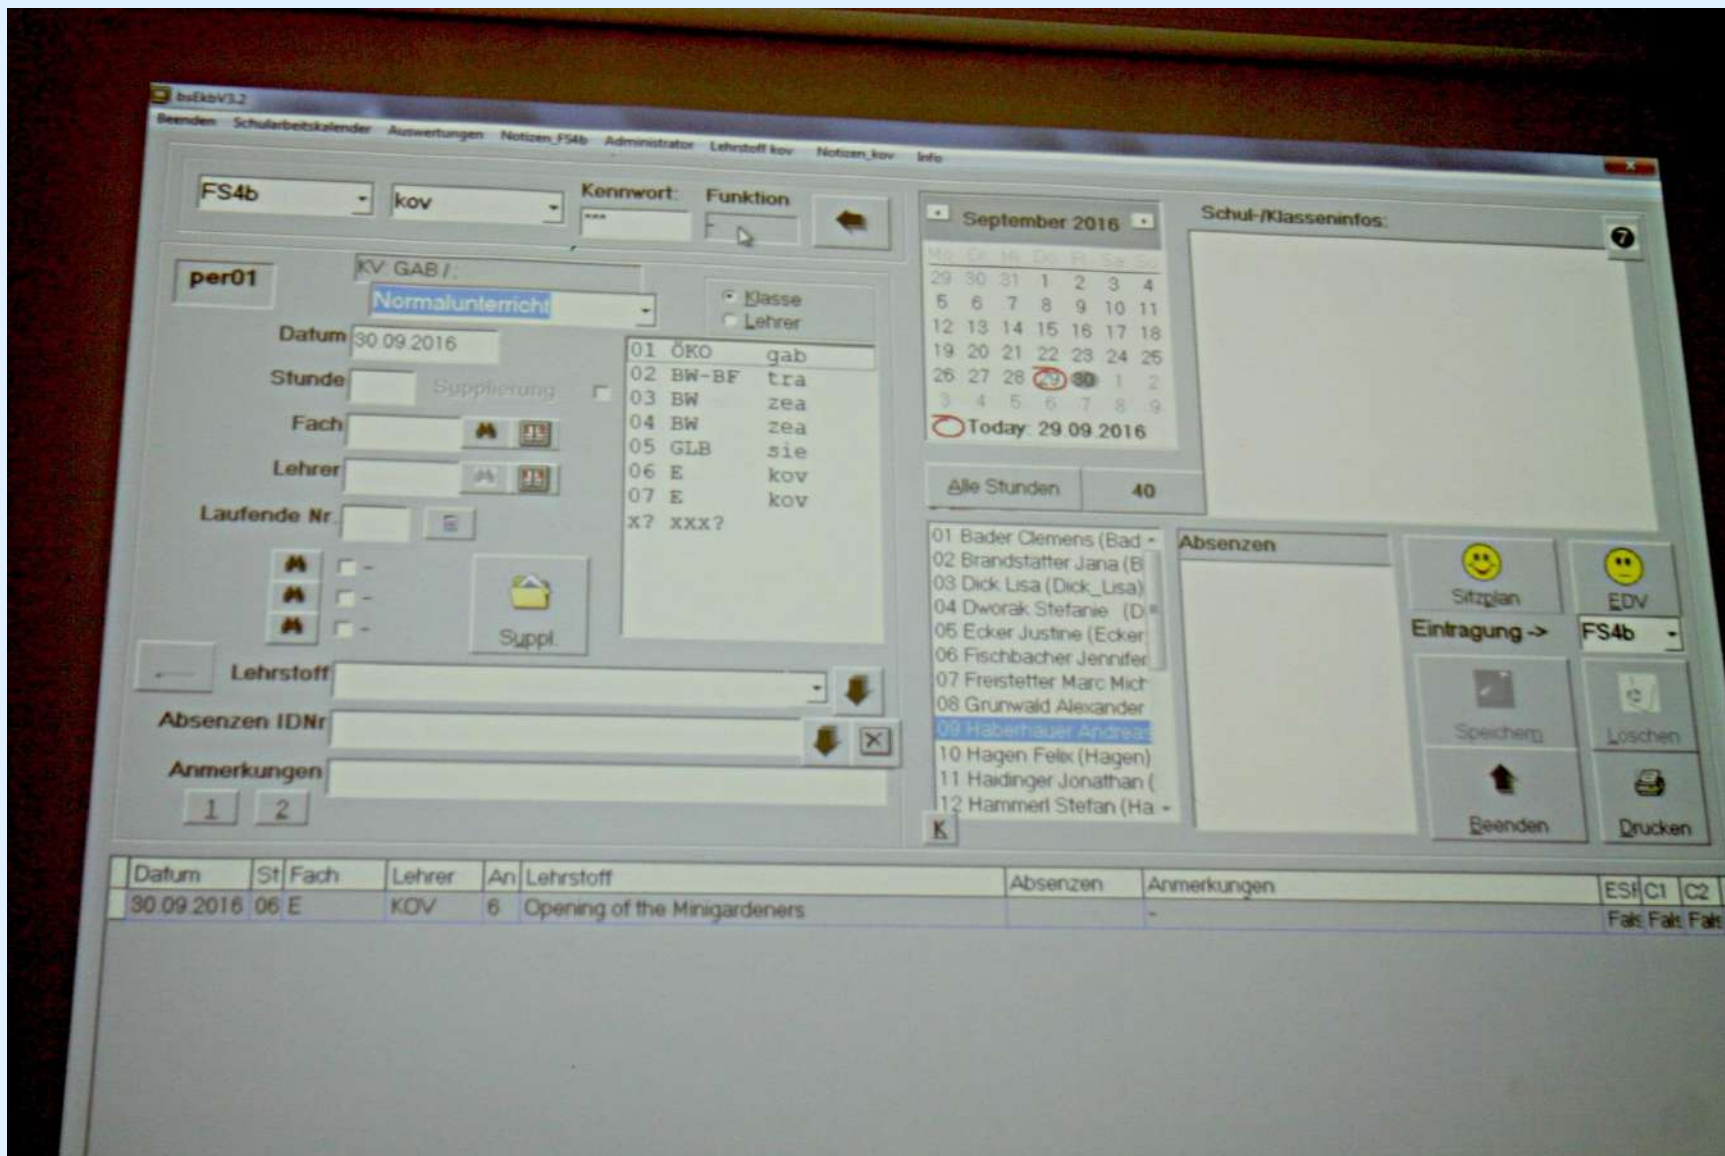 bsEkbV3.2
Beenden Schularbeitskalender Auswertungen Notizen_FS4b Administrator Lehrstoff kov Notizen_kov Info
FS4b
kov
Kennwort:
***
Funktion
-
per01
KV: GAB / :
Normalunterricht
Klasse
Lehrer
Datum 30.09.2016
Stunde
Supplierung
Fach
Lehrer
Laufende Nr.
-
-
-
Suppl.
01 ÖKO gab
02 BW-BF tra
03 BW zea
04 BW zea
05 GLB sie
06 E kov
07 E kov
x? xxx?
Lehrstoff
Absenzen IDNr
Anmerkungen
1 2
September 2016
Mo Di Mi Do Fr Sa So
29 30 31 1 2 3 4
5 6 7 8 9 10 11
12 13 14 15 16 17 18
19 20 21 22 23 24 25
26 27 28 29 30 1 2
3 4 5 6 7 8 9
Today: 29.09.2016
Alle Stunden 40
Schul-/Klasseninfos:
7
01 Bader Clemens (Bad
02 Brandstätter Jana (B
03 Dick Lisa (Dick_Lisa)
04 Dworak Stefanie (D
05 Ecker Justine (Ecker
06 Fischbacher Jennifer
07 Freistetter Marc Mich
08 Grunwald Alexander
09 Haberhauer Andreas
10 Hagen Felix (Hagen)
11 Haidinger Jonathan (
12 Hammerl Stefan (Ha
K
Absenzen
Sitzplan
EDV
Eintragung -> FS4b
Speichern
Löschen
Beenden
Drucken
Datum St Fach Lehrer An Lehrstoff Absenzen Anmerkungen ESF C1 C2
30.09.2016 06 E KOV 6 Opening of the Minigardeners - Fals Fals Fals